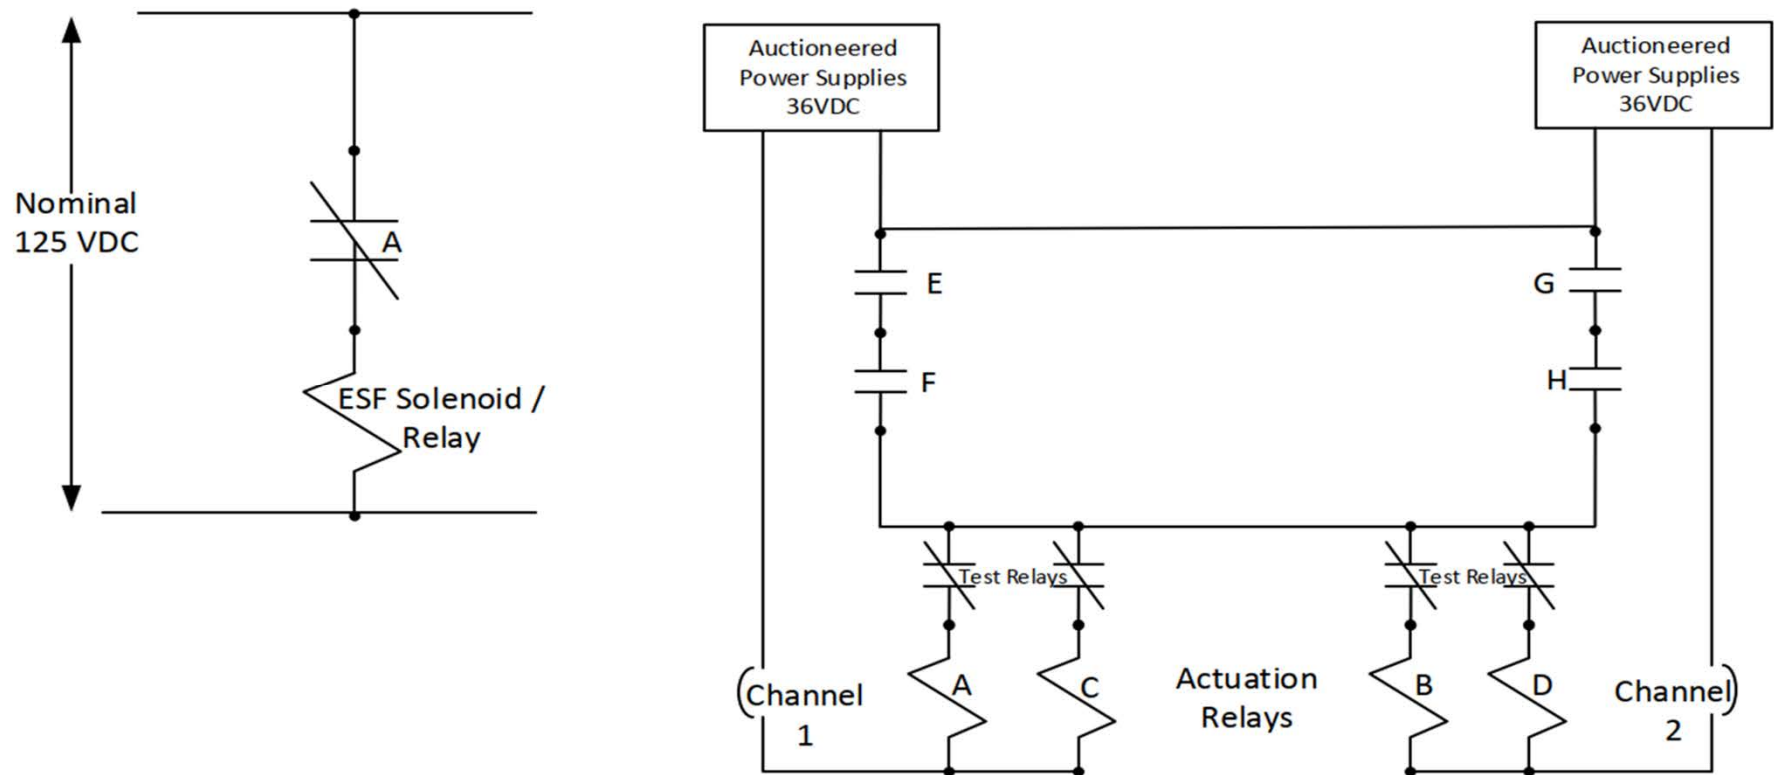 Nominal
125 VDC
A
ESF Solenoid /
Relay
Auctioneered
Power Supplies
36VDC
Auctioneered
Power Supplies
36VDC
E
F
G
H
Test Relays
Test Relays
A
C
Actuation
Relays
B
D
(Channel
1
Channel)
2